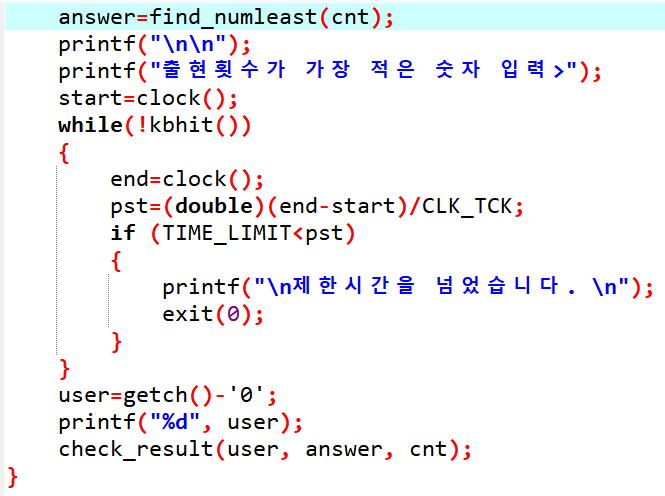 answer=find_numleast(cnt);
printf("\n\n");
printf("출현횟수가 가장 적은 숫자 입력>");
start=clock();
while(!kbhit())
{
end=clock();
pst=(double)(end-start)/CLK_TCK;
if (TIME_LIMIT<pst)
{
printf("\n제한시간을 넘었습니다. \n");
exit(0);
}
}
user=getch()-'0';
printf("%d", user);
check_result(user, answer, cnt);
}